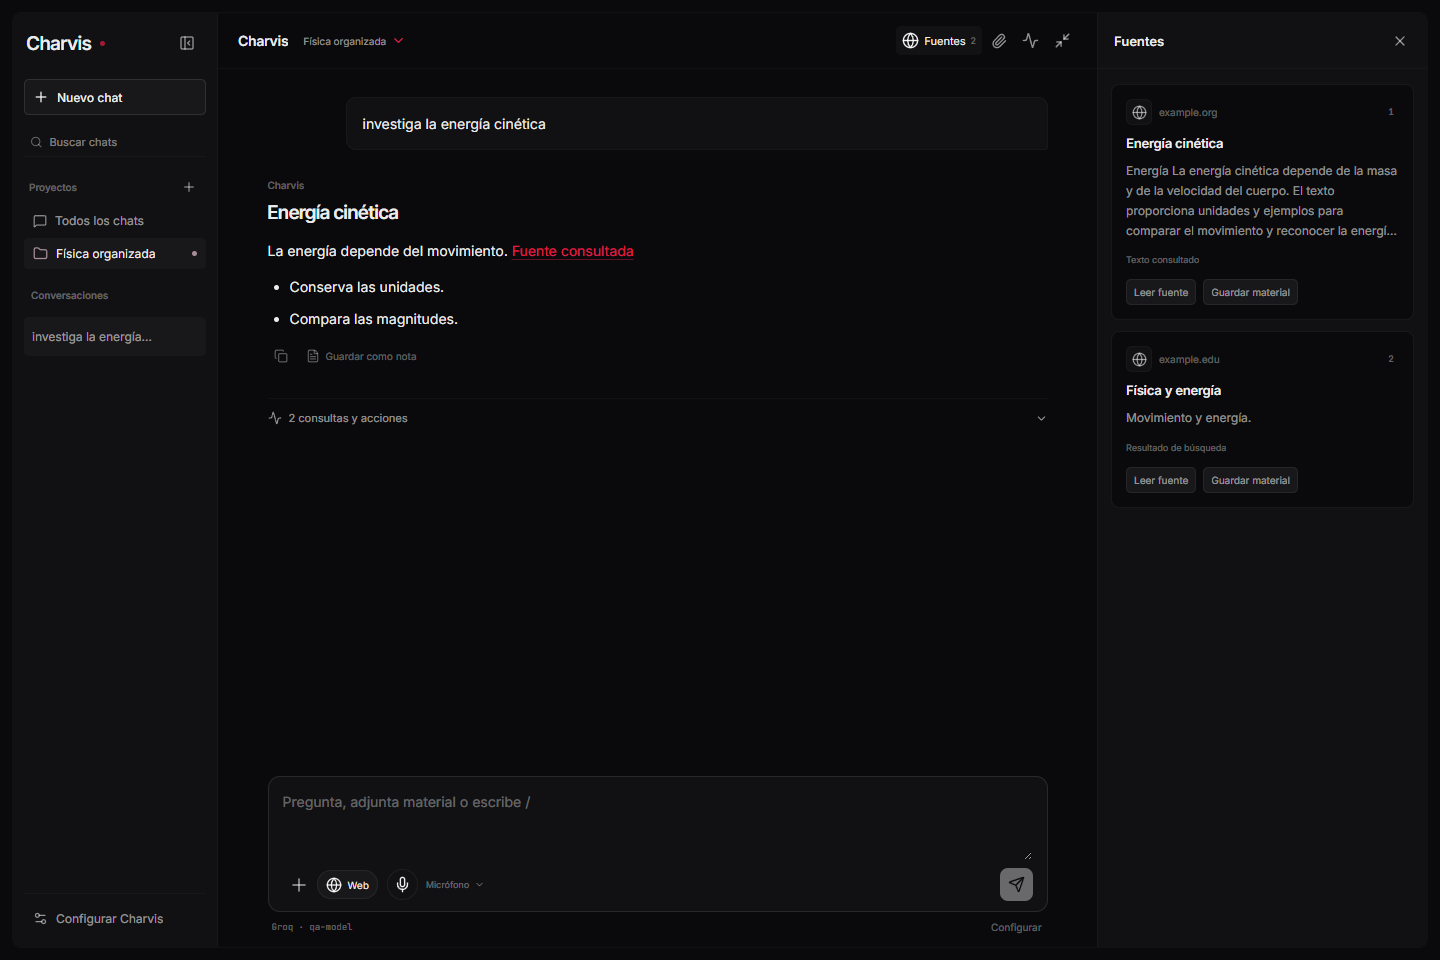 Charvis
Nuevo chat
Buscar chats
Proyectos
Todos los chats
Física organizada
Conversaciones
investiga la energía...
Configurar Charvis
Charvis Física organizada
Fuentes 2
investiga la energía cinética
Charvis
Energía cinética
La energía depende del movimiento. Fuente consultada
• Conserva las unidades.
• Compara las magnitudes.
Guardar como nota
2 consultas y acciones
Pregunta, adjunta material o escribe /
Web
Micrófono
Groq · qa-model
Configurar
Fuentes
example.org 1
Energía cinética
Energía La energía cinética depende de la masa
y de la velocidad del cuerpo. El texto
proporciona unidades y ejemplos para
comparar el movimiento y reconocer la energí...
Texto consultado
Leer fuente Guardar material
example.edu 2
Física y energía
Movimiento y energía.
Resultado de búsqueda
Leer fuente Guardar material